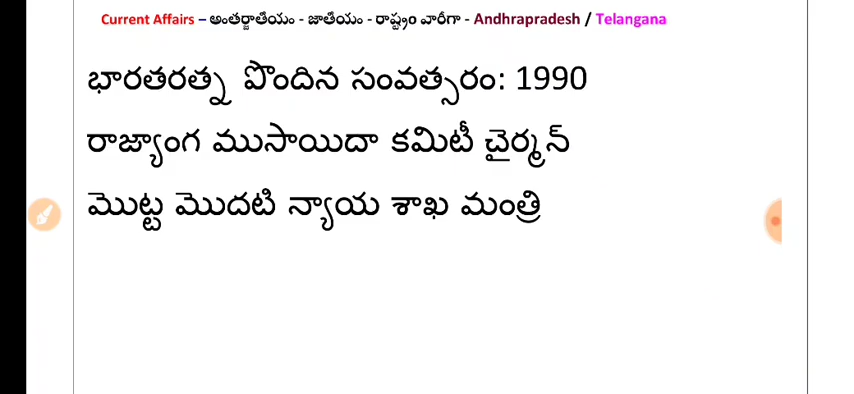 Current Affairs – అంతర్జాతీయం - జాతీయం - రాష్ట్రం వారీగా - Andhrapradesh / Telangana
భారతరత్న పొందిన సంవత్సరం: 1990
రాజ్యాంగ ముసాయిదా కమిటీ చైర్మన్
మొట్ట మొదటి న్యాయ శాఖ మంత్రి